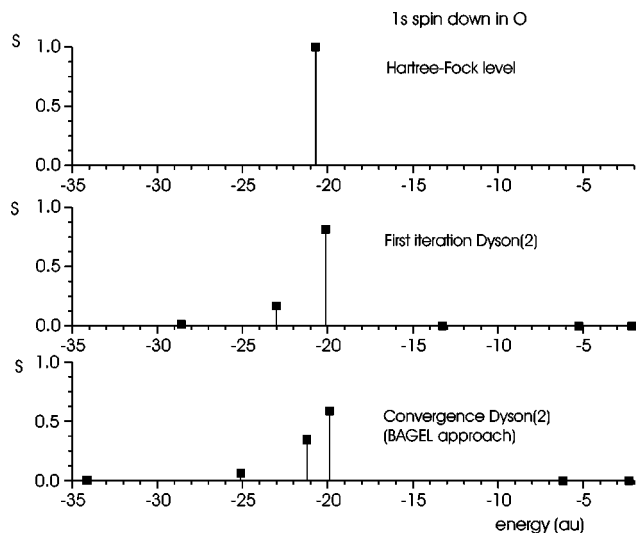 1s spin down in O
S
Hartree-Fock level
1.0
0.5
0.0
-35 -30 -25 -20 -15 -10 -5
S
1.0
First iteration Dyson(2)
0.5
0.0
-35 -30 -25 -20 -15 -10 -5
S
1.0
Convergence Dyson(2)
(BAGEL approach)
0.5
0.0
-35 -30 -25 -20 -15 -10 -5
energy (au)